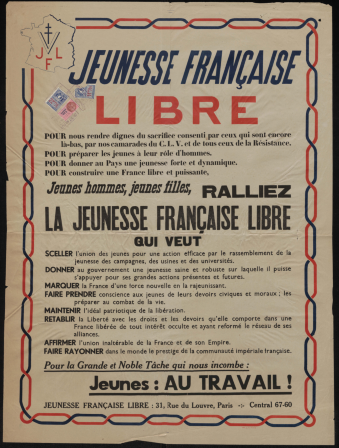 J L
F
JEUNESSE FRANÇAISE
LIBRE
POUR nous rendre dignes du sacrifice consenti par ceux qui sont encore
là-bas, par nos camarades du C. L. V. et de tous ceux de la Résistance,
POUR préparer les jeunes à leur rôle d'hommes.
POUR donner au Pays une jeunesse forte et dynamique.
POUR construire une France libre et puissante,
Jeunes hommes, jeunes filles, RALLIEZ
LA JEUNESSE FRANÇAISE LIBRE
QUI VEUT
SCELLER l'union des jeunes pour une action efficace par le rassemblement de la
jeunesse des campagnes, des usines et des universités.
DONNER au gouvernement une jeunesse saine et robuste sur laquelle il puisse
s'appuyer pour ses grandes actions présentes et futures.
MARQUER la France d'une force nouvelle en la rajeunissant.
FAIRE PRENDRE conscience aux jeunes de leurs devoirs civiques et moraux ; les
préparer au combat de la vie.
MAINTENIR l'idéal patriotique de la libération.
RETABLIR la Liberté avec les droits et les devoirs qu'elle comporte dans une
France libérée de tout intérêt occulte et ayant reformé le réseau de ses
alliances.
AFFIRMER l'union inaltérable de la France et de son Empire.
FAIRE RAYONNER dans le monde le prestige de la communauté impériale française.
Pour la Grande et Noble Tâche qui nous incombe :
Jeunes : AU TRAVAIL !
JEUNESSE FRANÇAISE LIBRE : 31, Rue du Louvre, Paris Central 67-60